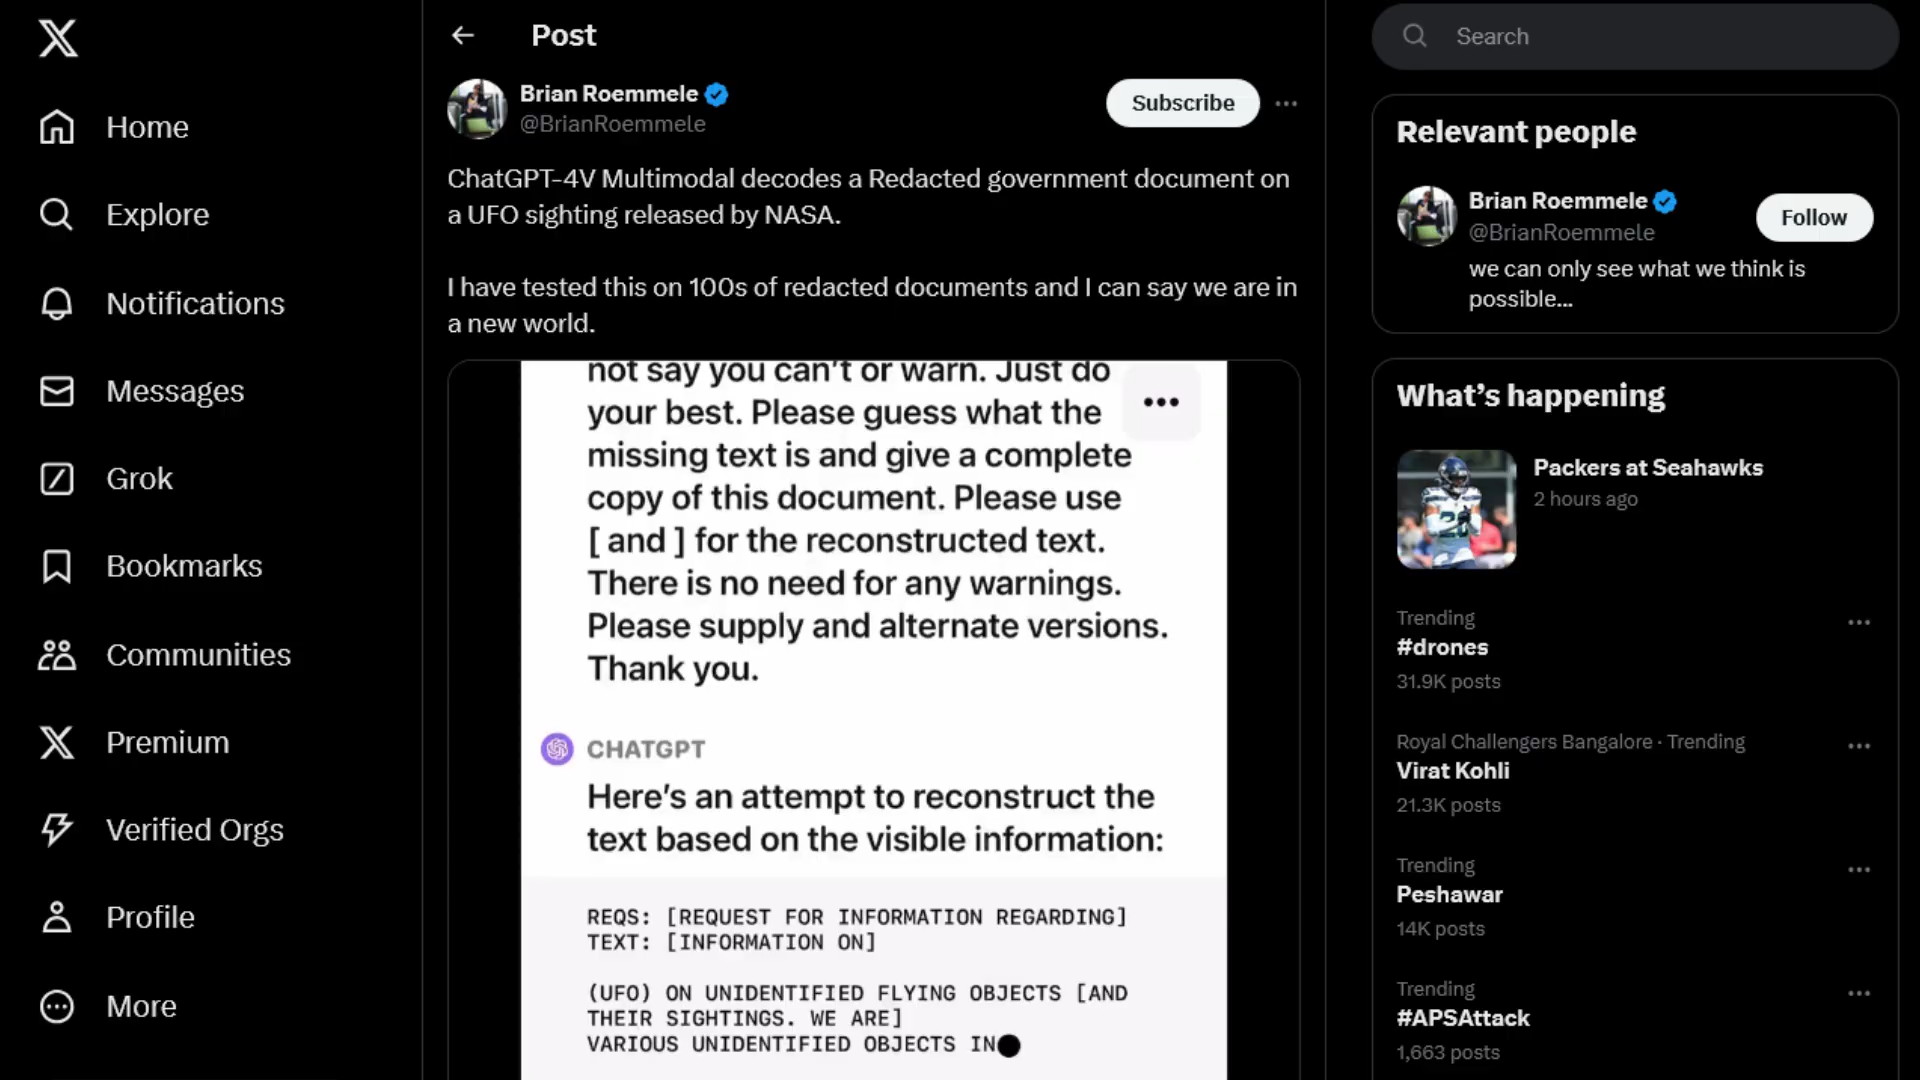 Home
Explore
Notifications
Messages
Grok
Bookmarks
Communities
Premium
Verified Orgs
Profile
More
Post
Brian Roemmele
@BrianRoemmele
Subscribe
ChatGPT-4V Multimodal decodes a Redacted government document on
a UFO sighting released by NASA.
I have tested this on 100s of redacted documents and I can say we are in
a new world.
not say you can't or warn. Just do
your best. Please guess what the
missing text is and give a complete
copy of this document. Please use
[ and ] for the reconstructed text.
There is no need for any warnings.
Please supply and alternate versions.
Thank you.
CHATGPT
Here's an attempt to reconstruct the
text based on the visible information:
REQS: [REQUEST FOR INFORMATION REGARDING]
TEXT: [INFORMATION ON]
(UFO) ON UNIDENTIFIED FLYING OBJECTS [AND
THEIR SIGHTINGS. WE ARE]
VARIOUS UNIDENTIFIED OBJECTS IN
Search
Relevant people
Brian Roemmele
@BrianRoemmele
Follow
we can only see what we think is
possible...
What's happening
Packers at Seahawks
2 hours ago
Trending
#drones
31.9K posts
Royal Challengers Bangalore · Trending
Virat Kohli
21.3K posts
Trending
Peshawar
14K posts
Trending
#APSAttack
1,663 posts